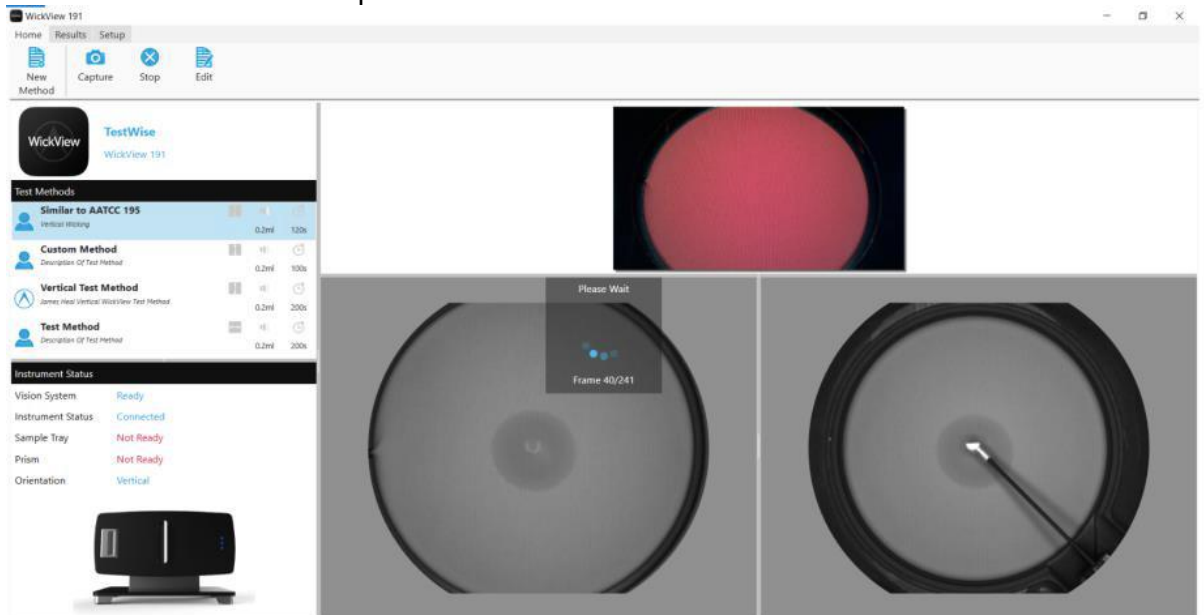 WickView 191
Home Results Setup
New Method
Capture
Stop
Edit
WickView
TestWise
WickView 191
Test Methods
Similar to AATCC 195
Vertical Wicking
0.2ml 120s
Custom Method
Description Of Test Method
0.2ml 100s
Vertical Test Method
James Heal Vertical WickView Test Method
0.2ml 200s
Test Method
Description Of Test Method
0.2ml 200s
Instrument Status
Vision System Ready
Instrument Status Connected
Sample Tray Not Ready
Prism Not Ready
Orientation Vertical
Please Wait
Frame 40/241